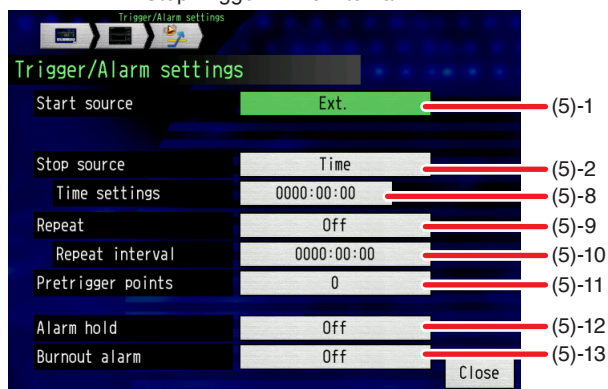 Trigger/Alarm settings
Trigger/Alarm settings
Start source Ext. (5)-1
Stop source Time (5)-2
Time settings 0000:00:00 (5)-8
Repeat Off (5)-9
Repeat interval 0000:00:00 (5)-10
Pretrigger points 0 (5)-11
Alarm hold Off (5)-12
Burnout alarm Off (5)-13
Close